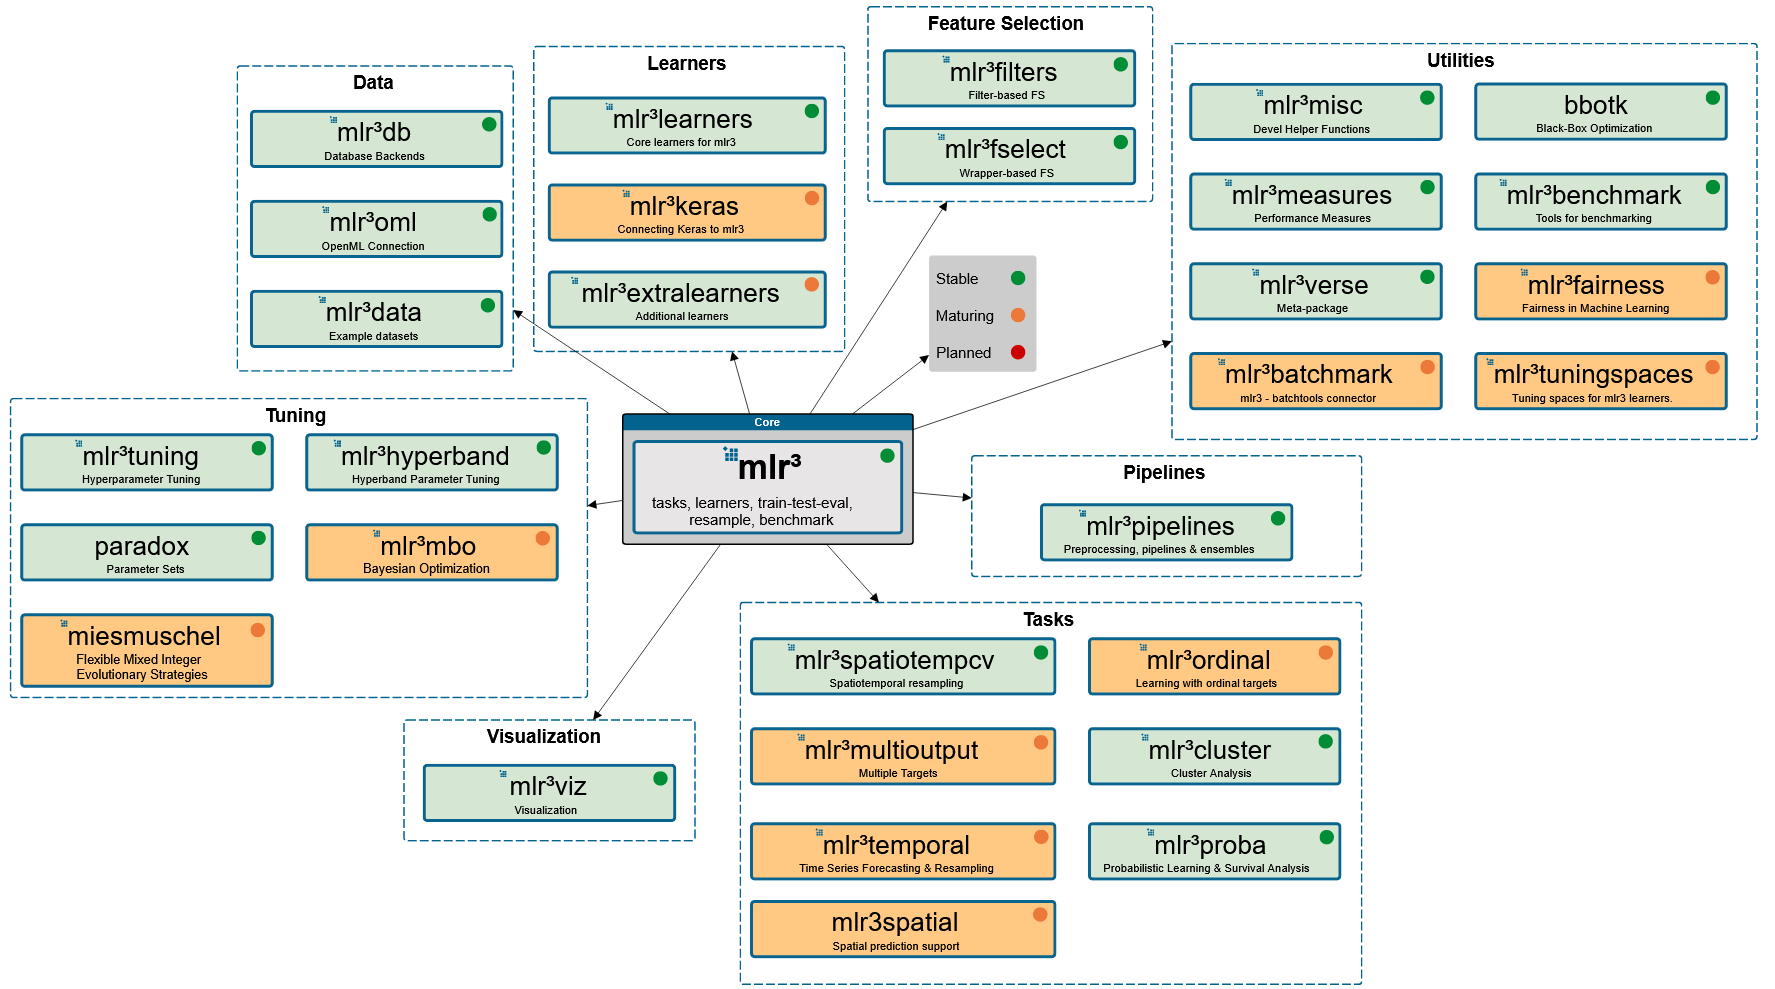 Data
mlr³db
Database Backends
mlr³oml
OpenML Connection
mlr³data
Example datasets
Learners
mlr³learners
Core learners for mlr3
mlr³keras
Connecting Keras to mlr3
mlr³extralearners
Additional learners
Feature Selection
mlr³filters
Filter-based FS
mlr³fselect
Wrapper-based FS
Stable
Maturing
Planned
Utilities
mlr³misc
Devel Helper Functions
bbotk
Black-Box Optimization
mlr³measures
Performance Measures
mlr³benchmark
Tools for benchmarking
mlr³verse
Meta-package
mlr³fairness
Fairness in Machine Learning
mlr³batchmark
mlr3 - batchtools connector
mlr³tuningspaces
Tuning spaces for mlr3 learners.
Tuning
mlr³tuning
Hyperparameter Tuning
mlr³hyperband
Hyperband Parameter Tuning
paradox
Parameter Sets
mlr³mbo
Bayesian Optimization
miesmuschel
Flexible Mixed Integer
Evolutionary Strategies
Core
mlr³
tasks, learners, train-test-eval,
resample, benchmark
Pipelines
mlr³pipelines
Preprocessing, pipelines & ensembles
Visualization
mlr³viz
Visualization
Tasks
mlr³spatiotempcv
Spatiotemporal resampling
mlr³ordinal
Learning with ordinal targets
mlr³multioutput
Multiple Targets
mlr³cluster
Cluster Analysis
mlr³temporal
Time Series Forecasting & Resampling
mlr³proba
Probabilistic Learning & Survival Analysis
mlr3spatial
Spatial prediction support